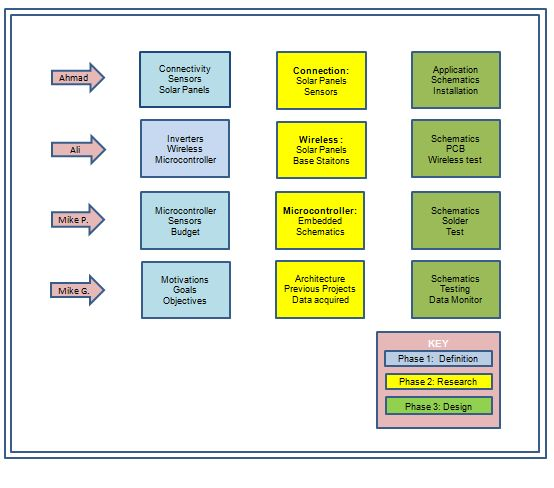 Ahmad
Connectivity
Sensors
Solar Panels
Connection:
Solar Panels
Sensors
Application
Schematics
Installation
Ali
Inverters
Wireless
Microcontroller
Wireless :
Solar Panels
Base Staitons
Schematics
PCB
Wireless test
Mike P.
Microcontroller
Sensors
Budget
Microcontroller:
Embedded
Schematics
Schematics
Solder
Test
Mike G.
Motivations
Goals
Objectives
Architecture
Previous Projects
Data acquired
Schematics
Testing
Data Monitor
KEY
Phase 1: Definition
Phase 2: Research
Phase 3: Design